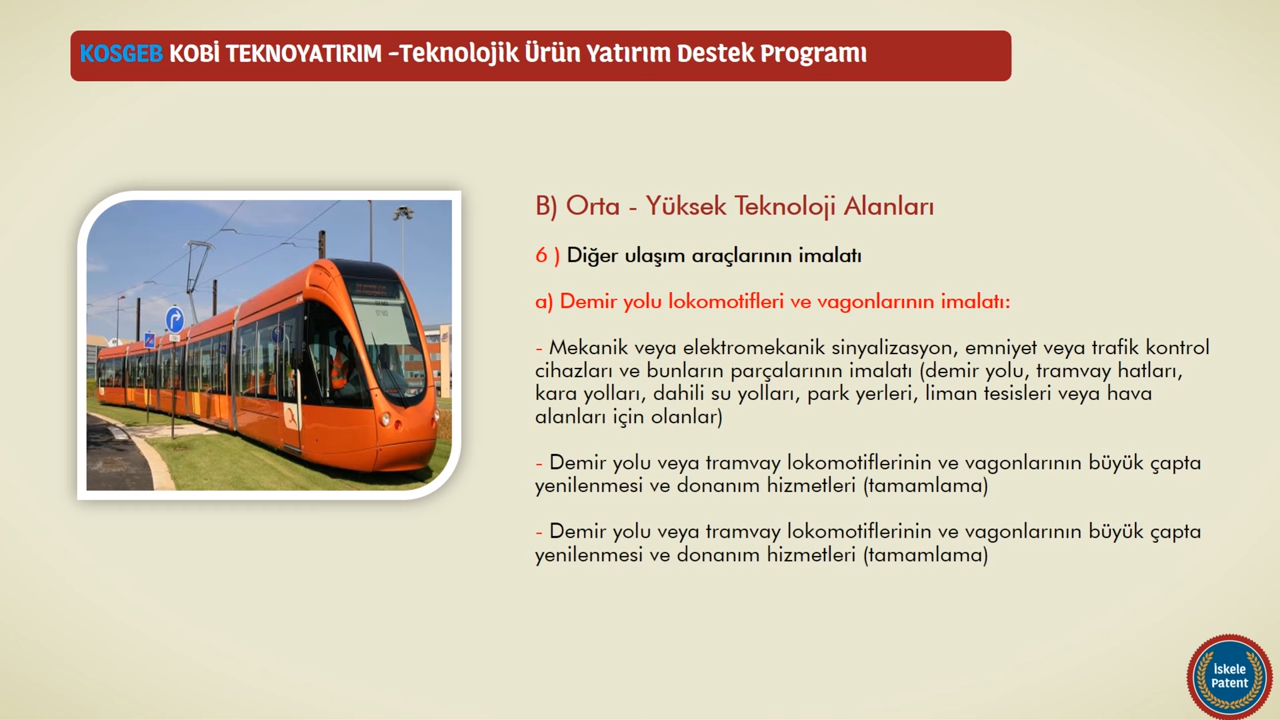 KOSGEB KOBİ TEKNOYATIRIM -Teknolojik Ürün Yatırım Destek Programı
B) Orta - Yüksek Teknoloji Alanları
6 ) Diğer ulaşım araçlarının imalatı
a) Demir yolu lokomotifleri ve vagonlarının imalatı:
- Mekanik veya elektromekanik sinyalizasyon, emniyet veya trafik kontrol
cihazları ve bunların parçalarının imalatı (demir yolu, tramvay hatları,
kara yolları, dahili su yolları, park yerleri, liman tesisleri veya hava
alanları için olanlar)
- Demir yolu veya tramvay lokomotiflerinin ve vagonlarının büyük çapta
yenilenmesi ve donanım hizmetleri (tamamlama)
- Demir yolu veya tramvay lokomotiflerinin ve vagonlarının büyük çapta
yenilenmesi ve donanım hizmetleri (tamamlama)
İskele
Patent